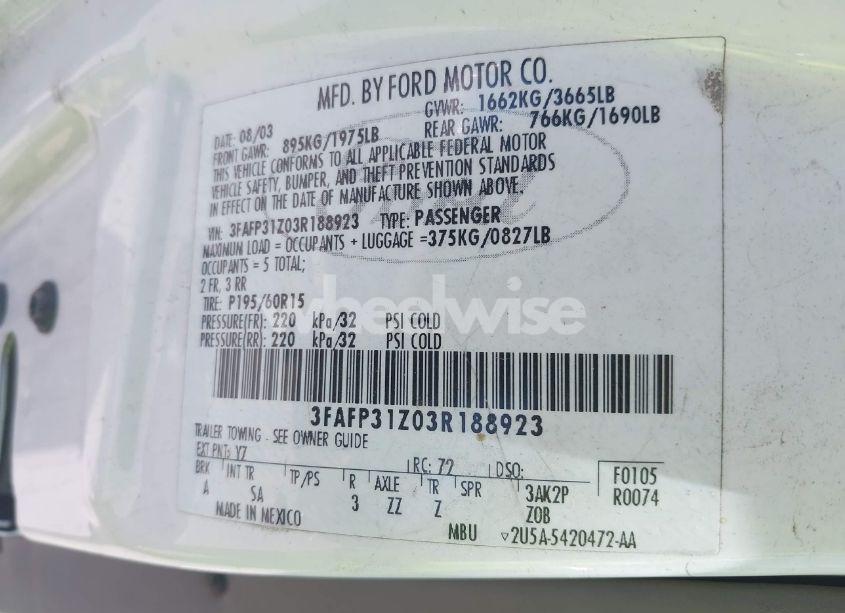 MFD. BY FORD MOTOR CO.
DATE: 08/03 GVWR: 1662KG/3665LB
FRONT GAWR: 895KG/1975LB REAR GAWR: 766KG/1690LB
THIS VEHICLE CONFORMS TO ALL APPLICABLE FEDERAL MOTOR
VEHICLE SAFETY, BUMPER, AND THEFT PREVENTION STANDARDS
IN EFFECT ON THE DATE OF MANUFACTURE SHOWN ABOVE.
VIN: 3FAFP31Z03R188923 TYPE: PASSENGER
MAXIMUN LOAD = OCCUPANTS + LUGGAGE =375KG/0827LB
OCCUPANTS = 5 TOTAL;
2 FR, 3 RR
TIRE: P195/60R15
wheelwise
PRESSURE(FR): 220 kPa/32 PSI COLD
PRESSURE(RR): 220 kPa/32 PSI COLD
3FAFP31Z03R188923
TRAILER TOWING - SEE OWNER GUIDE
EXT PNT: YZ RC: 72 DSO: F0105
BRK INT TR TP/PS R AXLE TR SPR R0074
A 5A 3 ZZ Z 3AK2P
Z0B
MADE IN MEXICO MBU ▽2U5A-5420472-AA